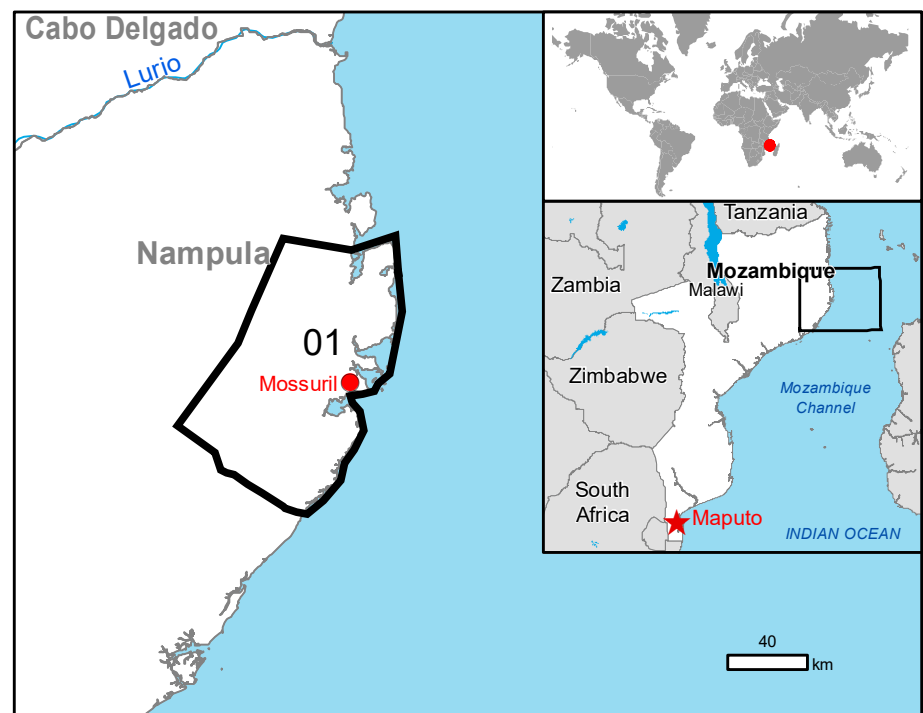 Cabo Delgado
Lurio
Nampula
01
Mossuril
Tanzania
Zambia
Mozambique
Malawi
Zimbabwe
Mozambique
Channel
South
Africa
Maputo
INDIAN OCEAN
40
km